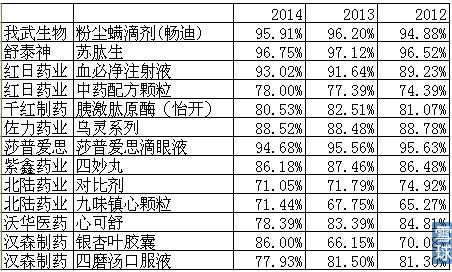 2014 2013 2012
我武生物 粉尘螨滴剂(畅迪) 95.91% 96.20% 94.88%
舒泰神 苏肽生 96.75% 97.12% 96.52%
红日药业 血必净注射液 93.02% 91.64% 89.23%
红日药业 中药配方颗粒 78.00% 77.39% 74.39%
千红制药 胰激肽原酶（怡开） 80.53% 82.51% 81.07%
佐力药业 乌灵系列 88.52% 88.48% 88.78%
莎普爱思 莎普爱思滴眼液 94.68% 95.56% 95.63%
紫鑫药业 四妙丸 86.18% 87.46% 86.48%
北陆药业 对比剂 71.05% 71.79% 74.92%
北陆药业 九味镇心颗粒 71.44% 67.75% 65.27%
沃华医药 心可舒 78.39% 83.39% 84.81%
汉森制药 银杏叶胶囊 86.00% 66.15%
汉森制药 四磨汤口服液 77.93% 81.50%
雪球